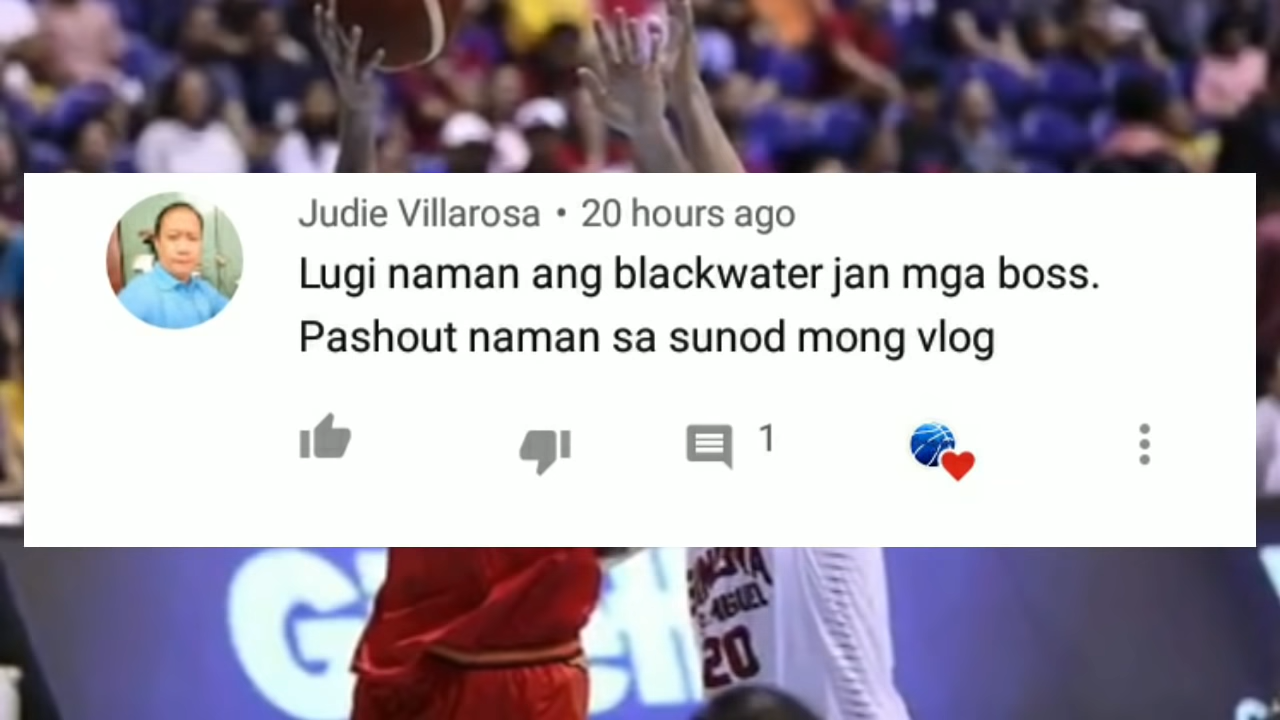 Judie Villarosa • 20 hours ago
Lugi naman ang blackwater jan mga boss.
Pashout naman sa sunod mong vlog
1
20